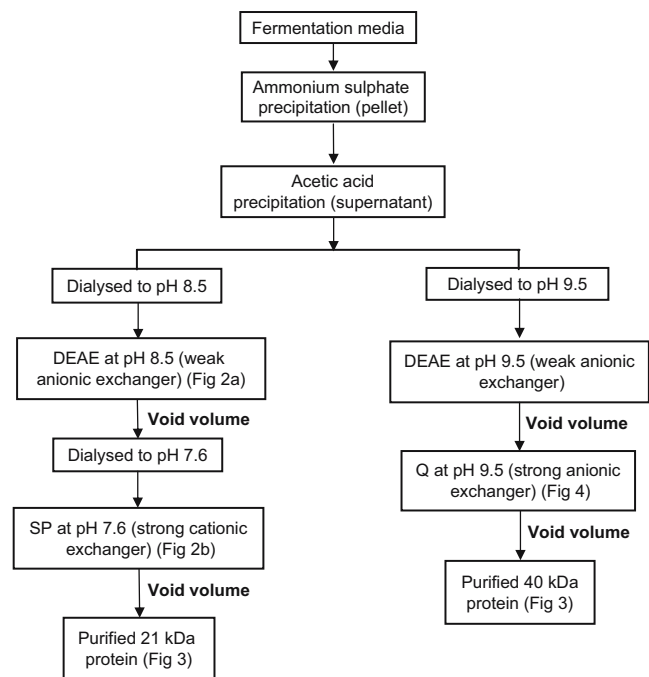 Fermentation media
Ammonium sulphate
precipitation (pellet)
Acetic acid
precipitation (supernatant)
Dialysed to pH 8.5
DEAE at pH 8.5 (weak
anionic exchanger) (Fig 2a)
Void volume
Dialysed to pH 7.6
SP at pH 7.6 (strong cationic
exchanger) (Fig 2b)
Void volume
Purified 21 kDa
protein (Fig 3)
Dialysed to pH 9.5
DEAE at pH 9.5 (weak anionic
exchanger)
Void volume
Q at pH 9.5 (strong anionic
exchanger) (Fig 4)
Void volume
Purified 40 kDa
protein (Fig 3)